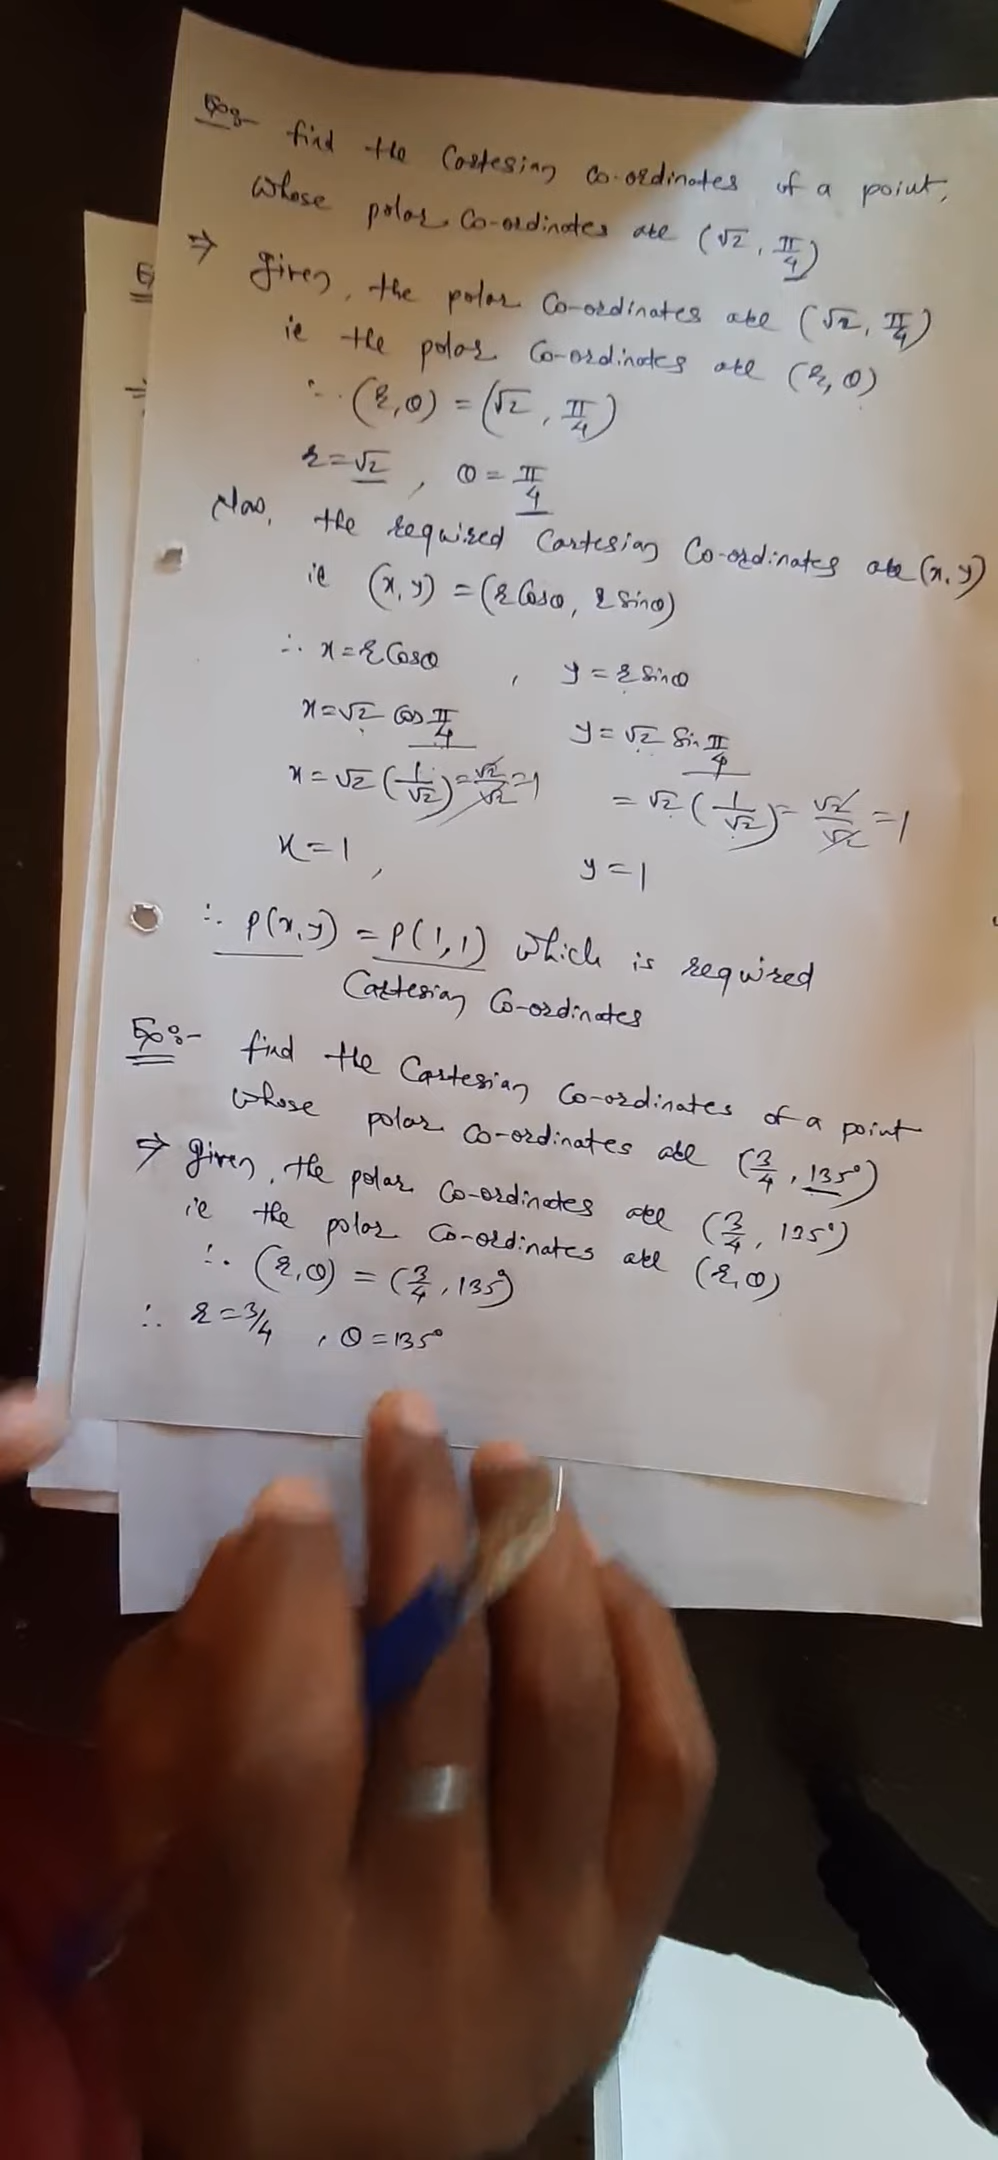 Ex:- find the Cartesian Co-ordinates of a point,
whose polar Co-ordinates are (√2, π/4)
⇒ given, the polar Co-ordinates are (√2, π/4)
ie the polar Co-ordinates are (r, θ)
∴ (r, θ) = (√2, π/4)
r = √2 , θ = π/4
Now, the required Cartesian Co-ordinates are (x, y)
ie (x, y) = (r Cosθ, r Sinθ)
∴ x = r Cosθ , y = r Sinθ
x = √2 Cos π/4 y = √2 Sin π/4
x = √2 (1/√2) = √2/√2 = 1 = √2 (1/√2) = √2/√2 = 1
x = 1 , y = 1
∴ P(x, y) = P(1, 1) which is required
Cartesian Co-ordinates
Ex:- find the Cartesian Co-ordinates of a point
whose polar Co-ordinates are (3/4, 135°)
⇒ given, the polar Co-ordinates are (3/4, 135°)
ie the polar Co-ordinates are (r, θ)
∴ (r, θ) = (3/4, 135°)
∴ r = 3/4 , θ = 135°